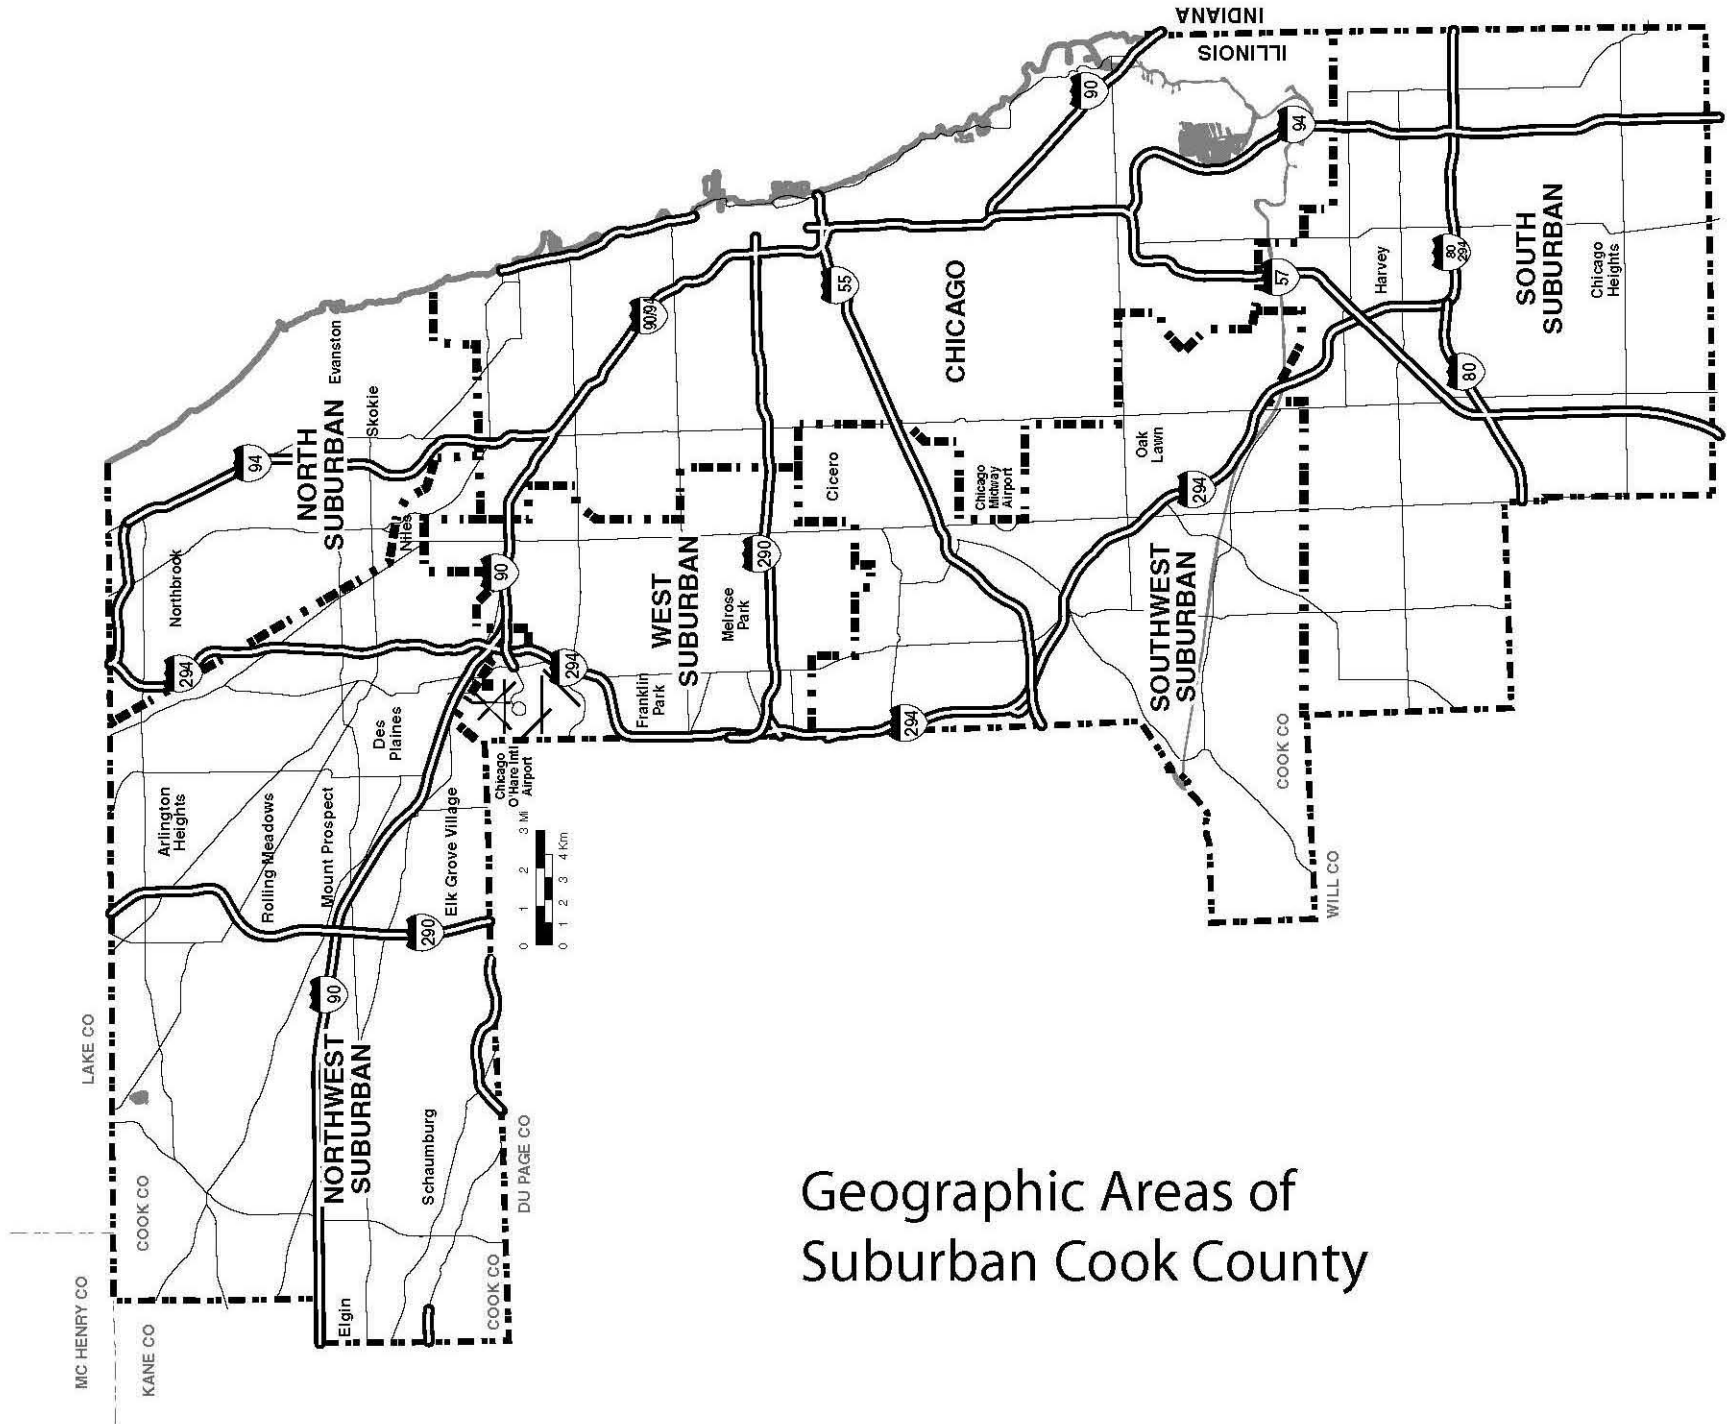 INDIANA
ILLINOIS
90
94
94
NORTH
SUBURBAN
Evanston
Skokie
Niles
Northbrook
294
90/94
55
CHICAGO
57
Harvey
80
294
SOUTH
SUBURBAN
Chicago
Heights
80
90
290
Cicero
Chicago
Midway
Airport
Oak
Lawn
294
WEST
SUBURBAN
Melrose
Park
Franklin
Park
294
294
SOUTHWEST
SUBURBAN
COOK CO
WILL CO
Des
Plaines
Chicago
O'Hare Intl
Airport
Arlington
Heights
Rolling Meadows
Mount Prospect
Elk Grove Village
0 1 2 3 Mi
0 1 2 3 4 Km
290
90
LAKE CO
COOK CO
NORTHWEST
SUBURBAN
Schaumburg
DU PAGE CO
COOK CO
Elgin
MC HENRY CO
KANE CO
Geographic Areas of
Suburban Cook County